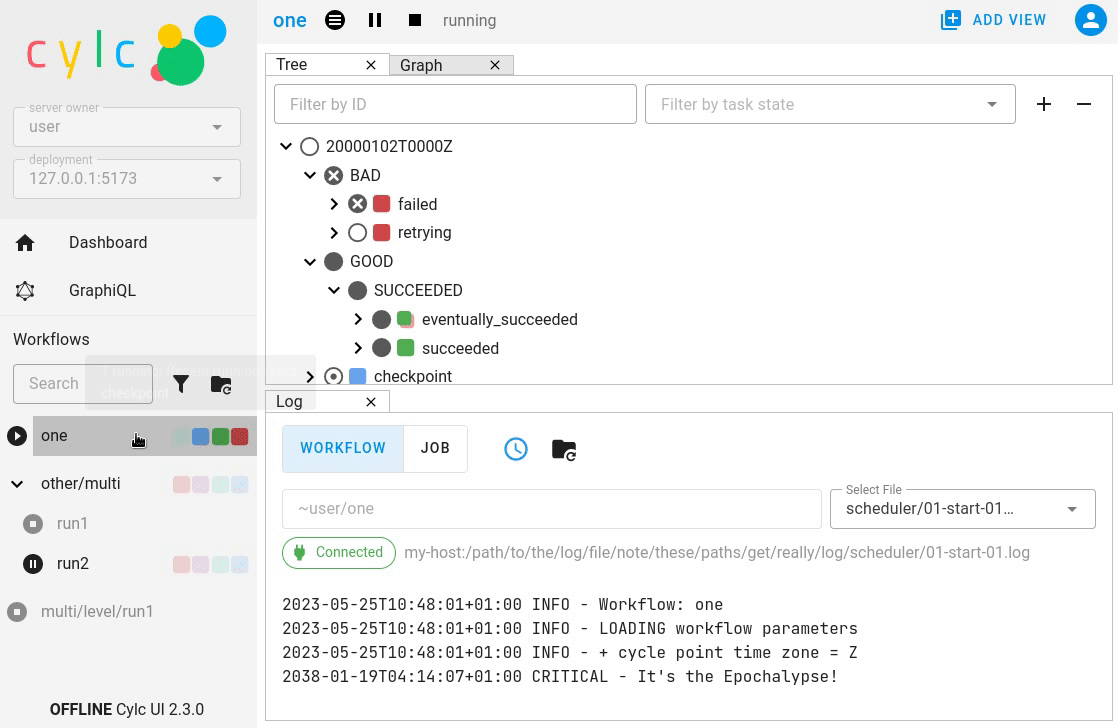 cylc
server owner
user
deployment
127.0.0.1:5173
Dashboard
GraphiQL
Workflows
Search
checkpoint
one
other/multi
run1
run2
multi/level/run1
OFFLINE Cylc UI 2.3.0
one
running
ADD VIEW
Tree
Graph
Filter by ID
Filter by task state
20000102T0000Z
BAD
failed
retrying
GOOD
SUCCEEDED
eventually_succeeded
succeeded
checkpoint
Log
WORKFLOW
JOB
~user/one
Select File
scheduler/01-start-01…
Connected
my-host:/path/to/the/log/file/note/these/paths/get/really/log/scheduler/01-start-01.log
2023-05-25T10:48:01+01:00 INFO - Workflow: one
2023-05-25T10:48:01+01:00 INFO - LOADING workflow parameters
2023-05-25T10:48:01+01:00 INFO - + cycle point time zone = Z
2038-01-19T04:14:07+01:00 CRITICAL - It's the Epochalypse!